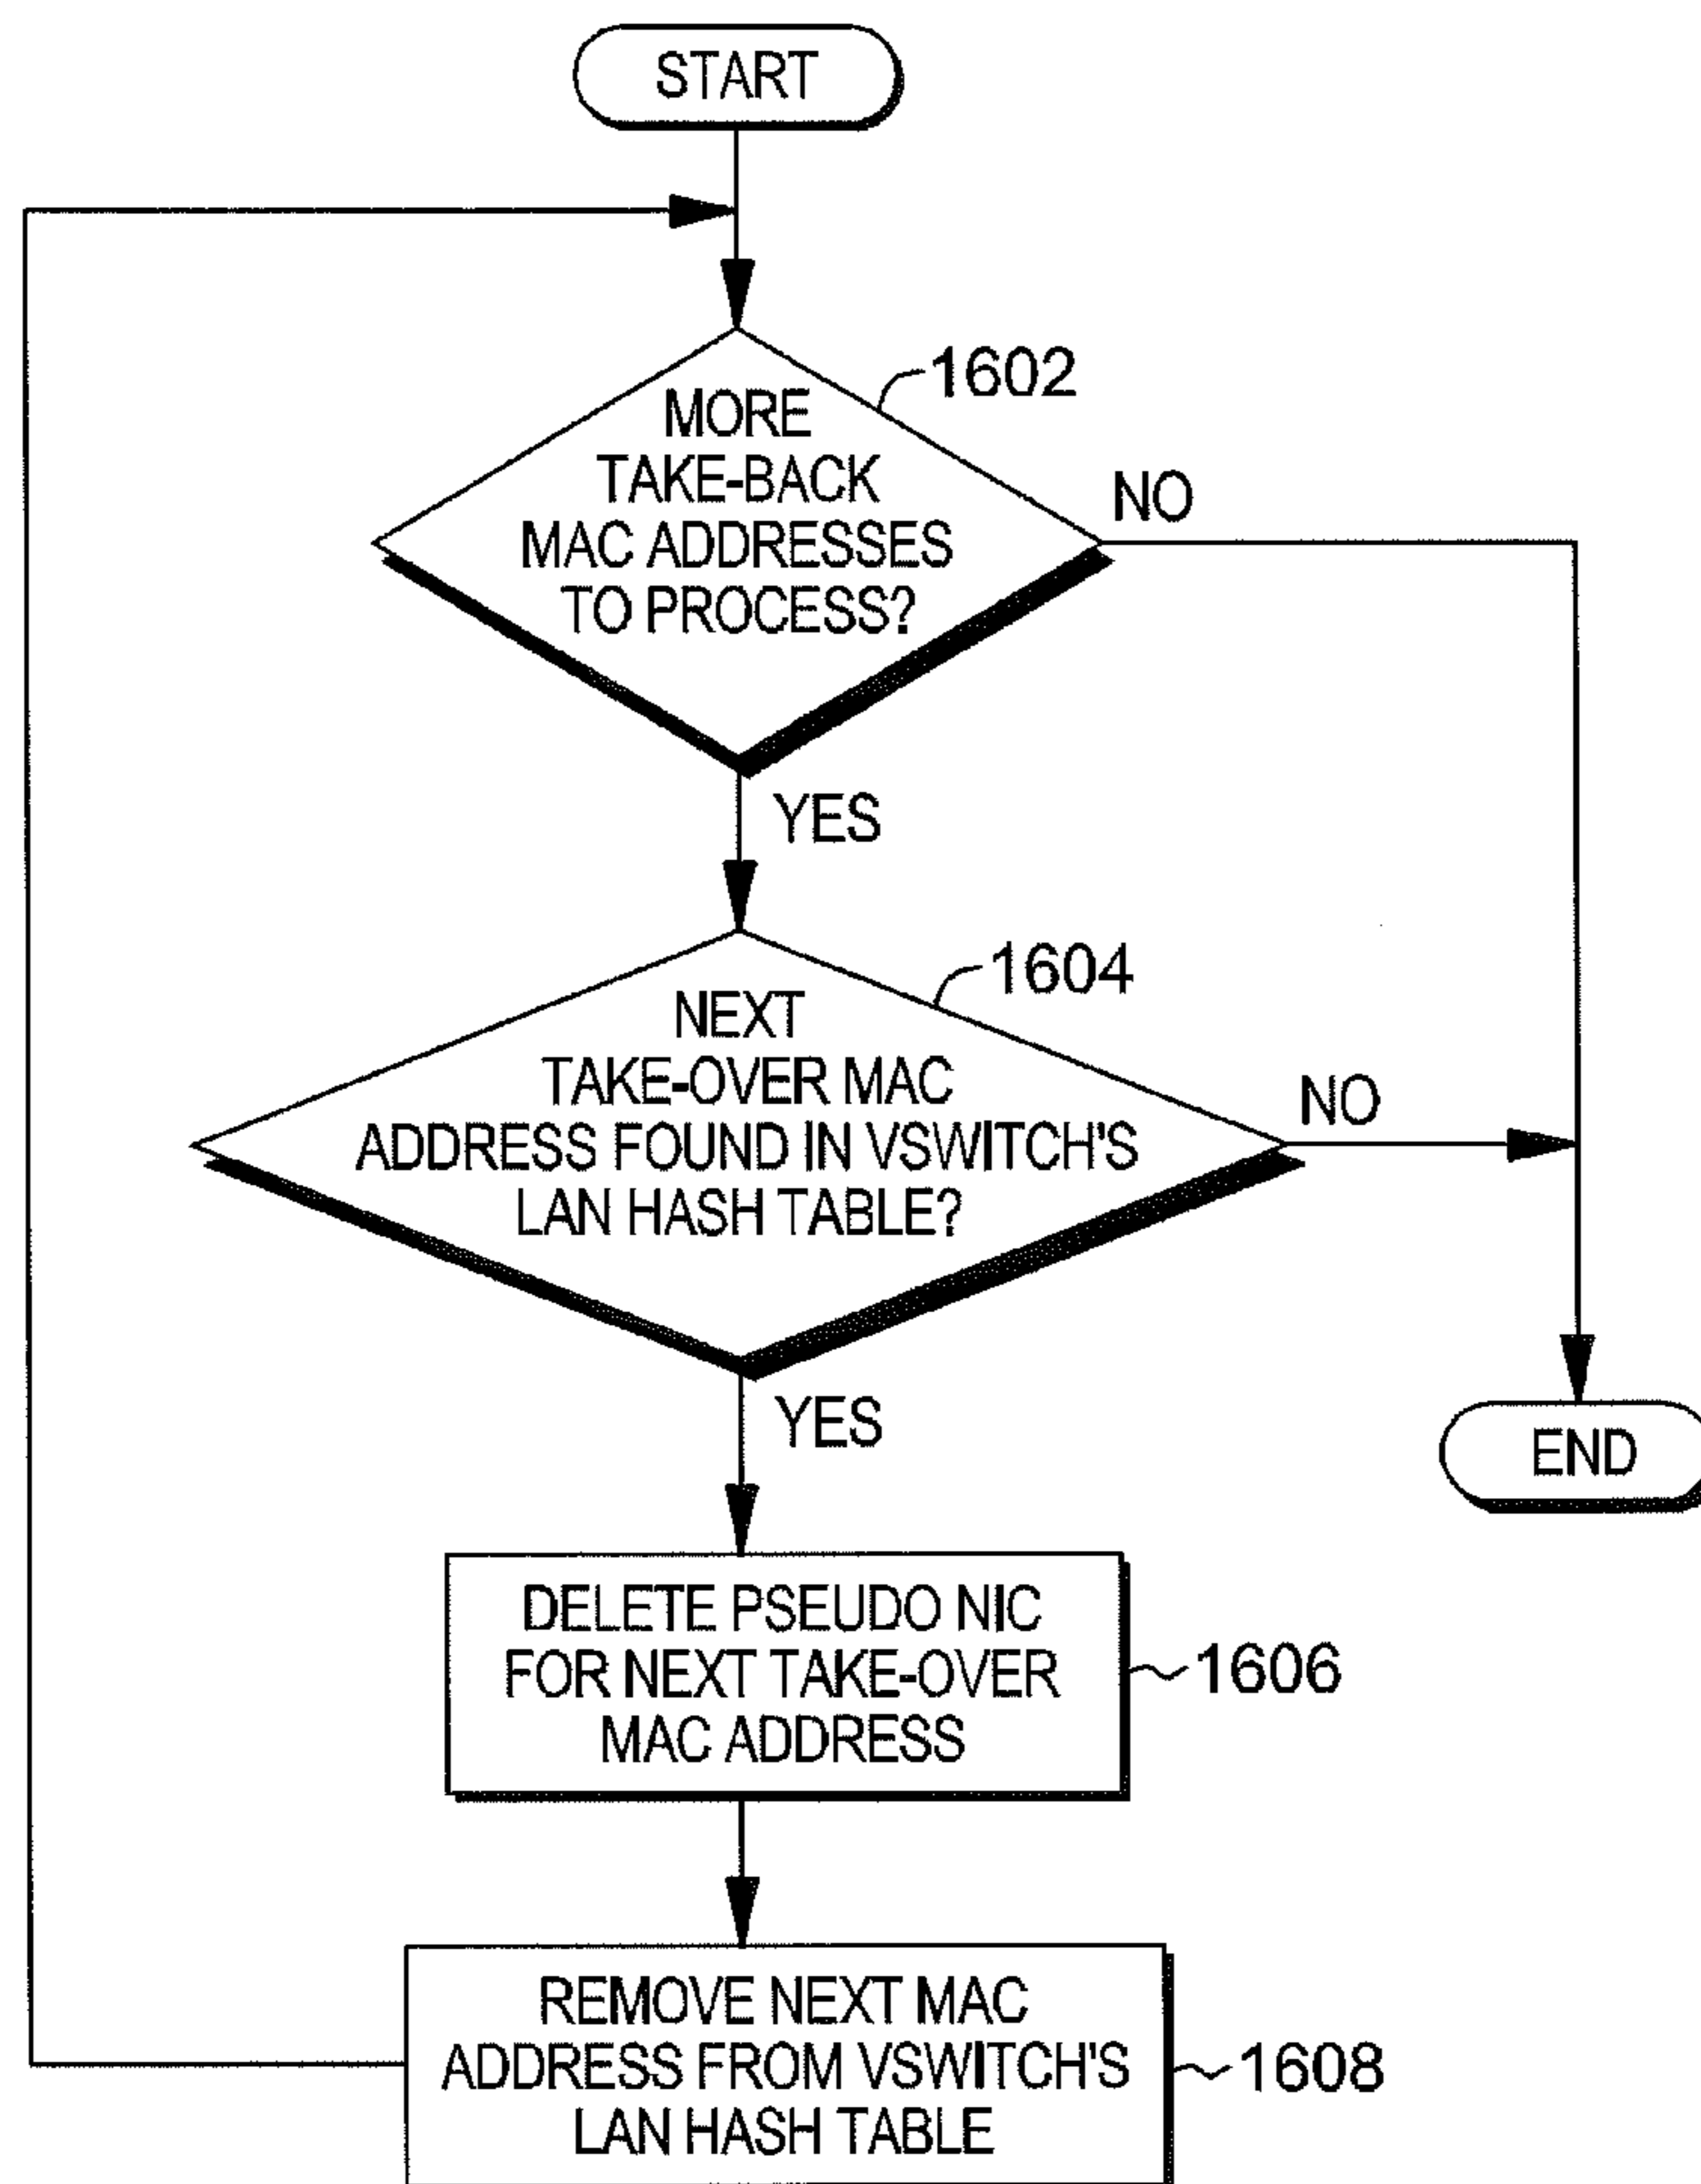 START
1602
MORE
TAKE-BACK
MAC ADDRESSES
TO PROCESS?
NO
YES
1604
NEXT
TAKE-OVER MAC
ADDRESS FOUND IN VSWITCH'S
LAN HASH TABLE?
NO
YES
END
DELETE PSEUDO NIC
FOR NEXT TAKE-OVER
MAC ADDRESS
1606
REMOVE NEXT MAC
ADDRESS FROM VSWITCH'S
LAN HASH TABLE
1608